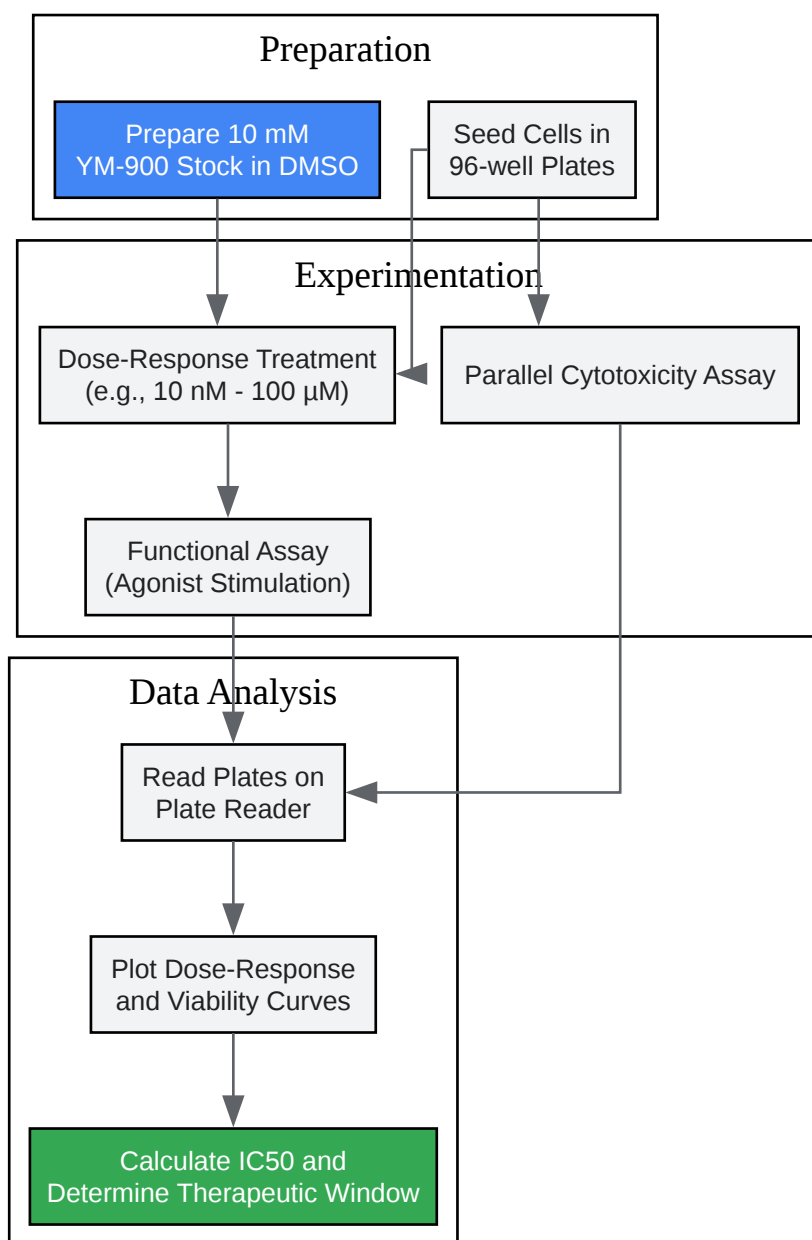 Preparation
Prepare 10 mM
YM-900 Stock in DMSO
Seed Cells in
96-well Plates
Experimentation
Dose-Response Treatment
(e.g., 10 nM - 100 µM)
Parallel Cytotoxicity Assay
Functional Assay
(Agonist Stimulation)
Data Analysis
Read Plates on
Plate Reader
Plot Dose-Response
and Viability Curves
Calculate IC50 and
Determine Therapeutic Window